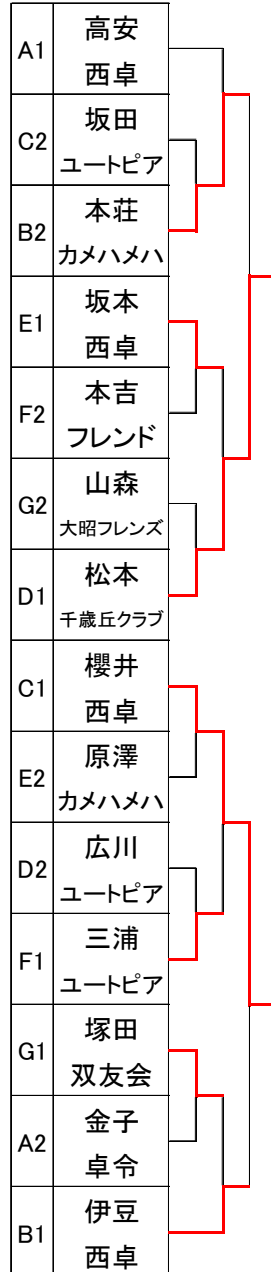 A1
高安
西卓
C2
坂田
ユートピア
B2
本荘
カメハメハ
E1
坂本
西卓
F2
本吉
フレンド
G2
山森
大昭フレンズ
D1
松本
千歳丘クラブ
C1
櫻井
西卓
E2
原澤
カメハメハ
D2
広川
ユートピア
F1
三浦
ユートピア
G1
塚田
双友会
A2
金子
卓令
B1
伊豆
西卓